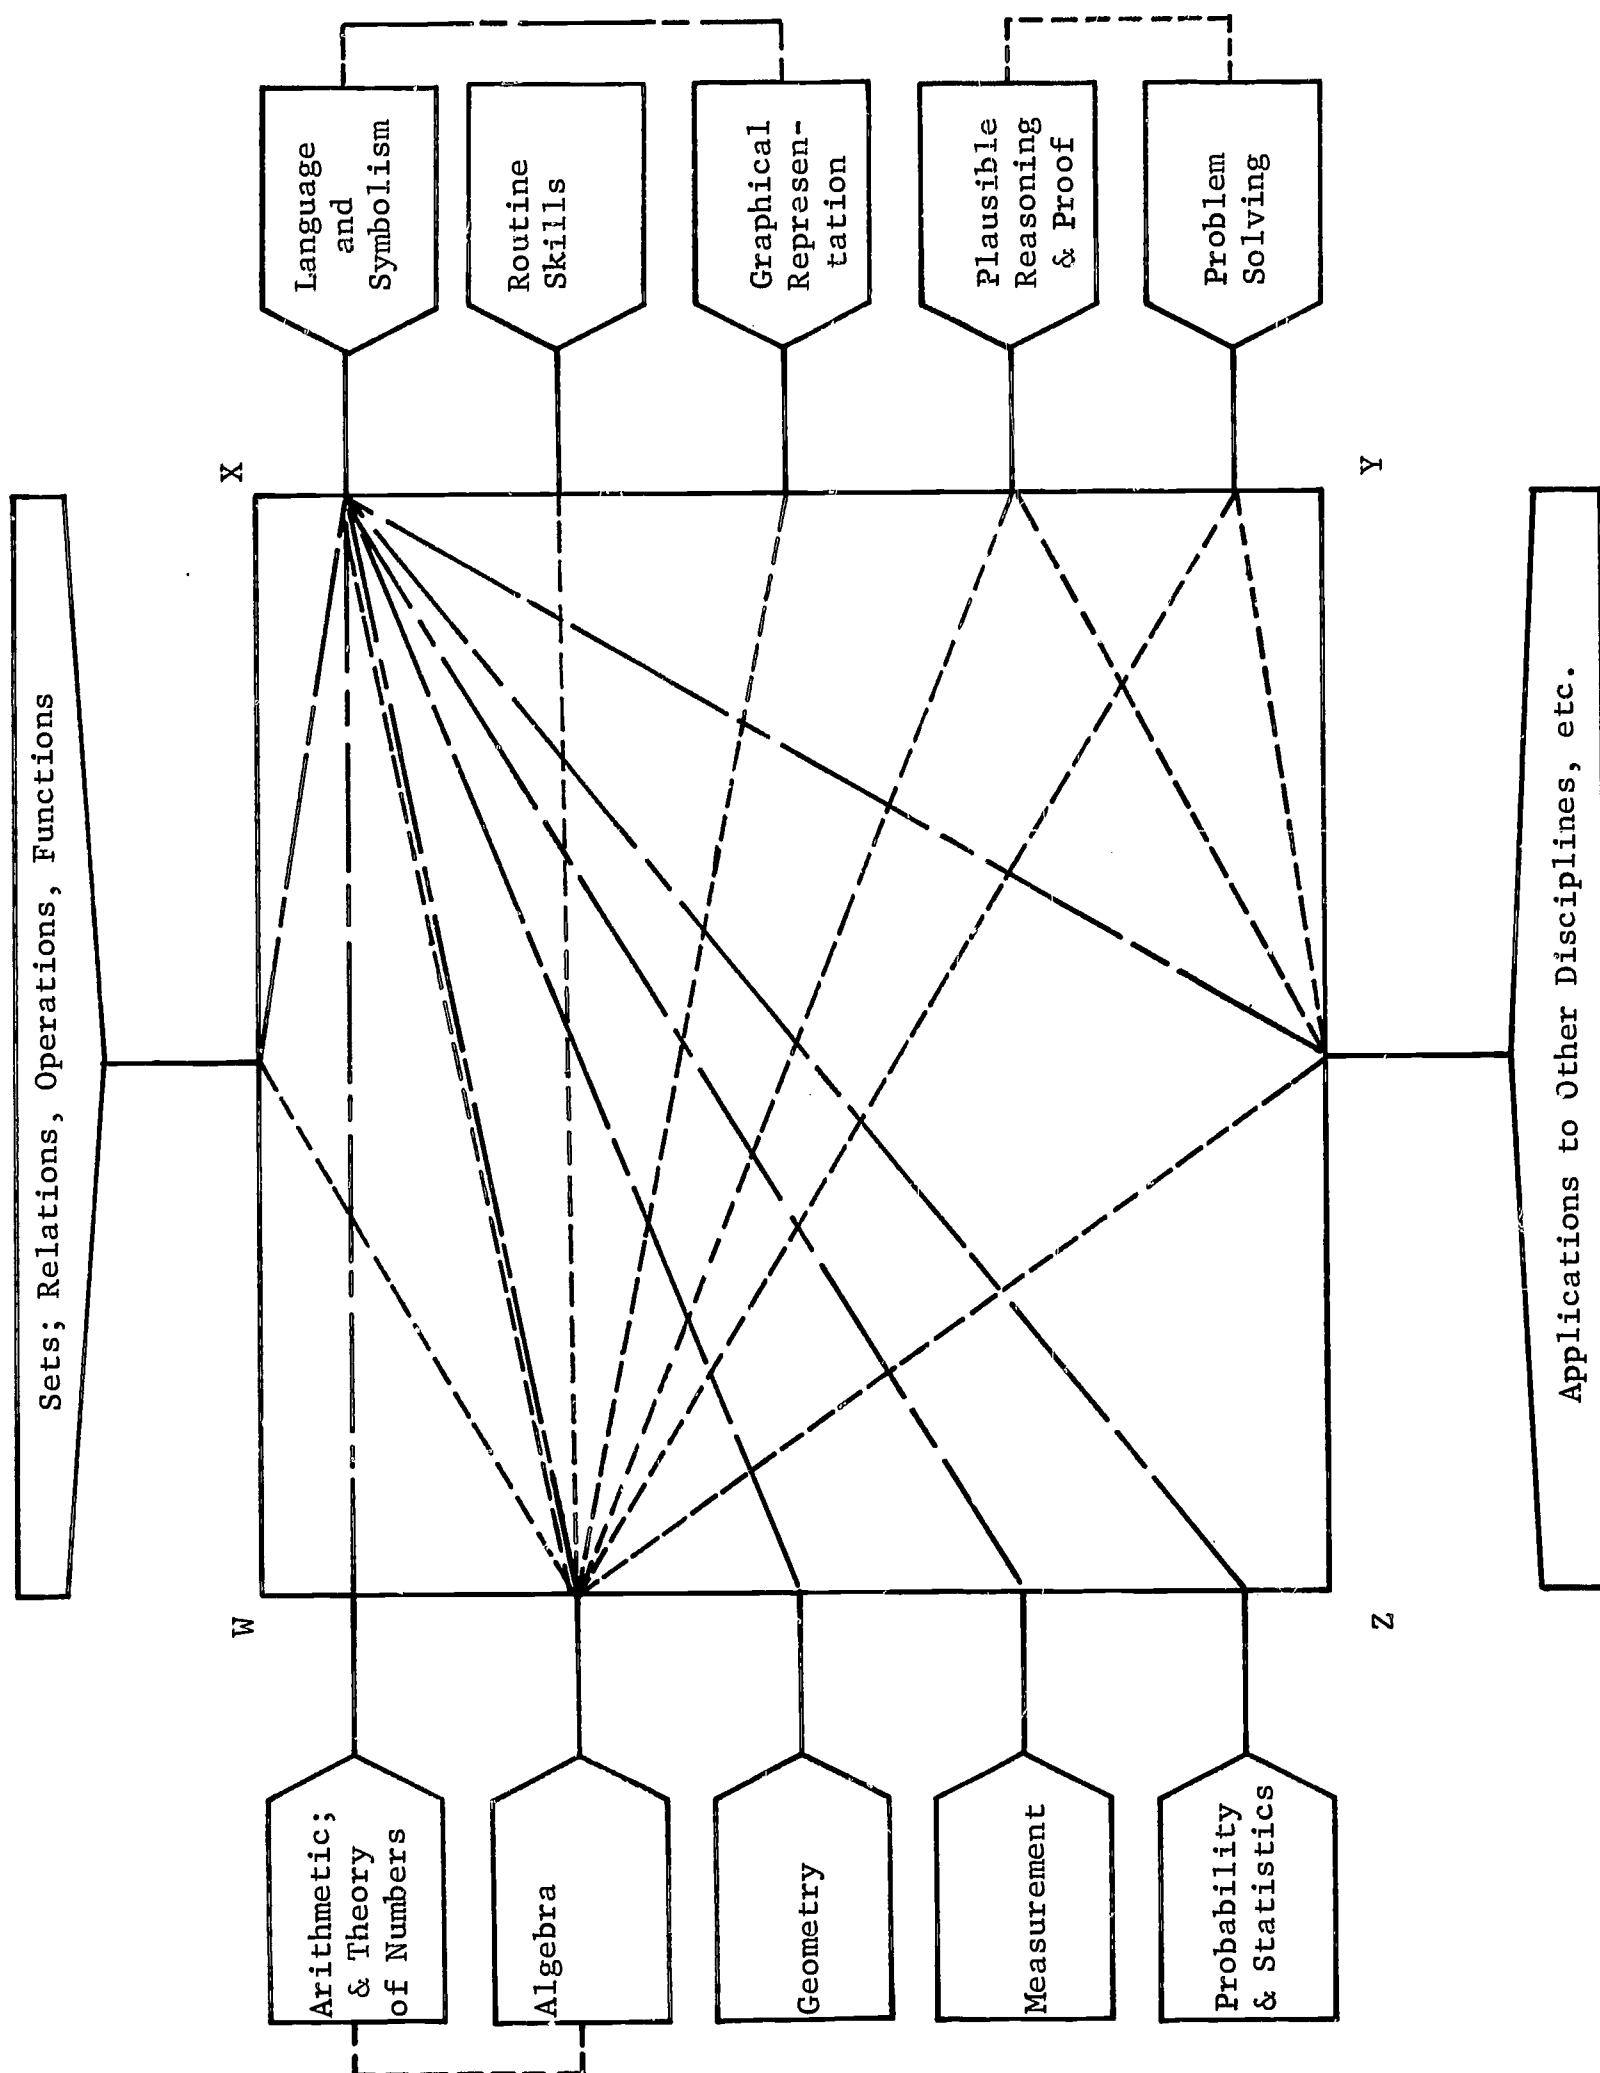 Sets; Relations, Operations, Functions
W
X
Arithmetic;
& Theory
of Numbers
Algebra
Geometry
Measurement
Probability
& Statistics
Language
and
Symbolism
Routine
Skills
Graphical
Represen-
tation
Plausible
Reasoning
& Proof
Problem
Solving
Z
Y
Applications to Other Disciplines, etc.